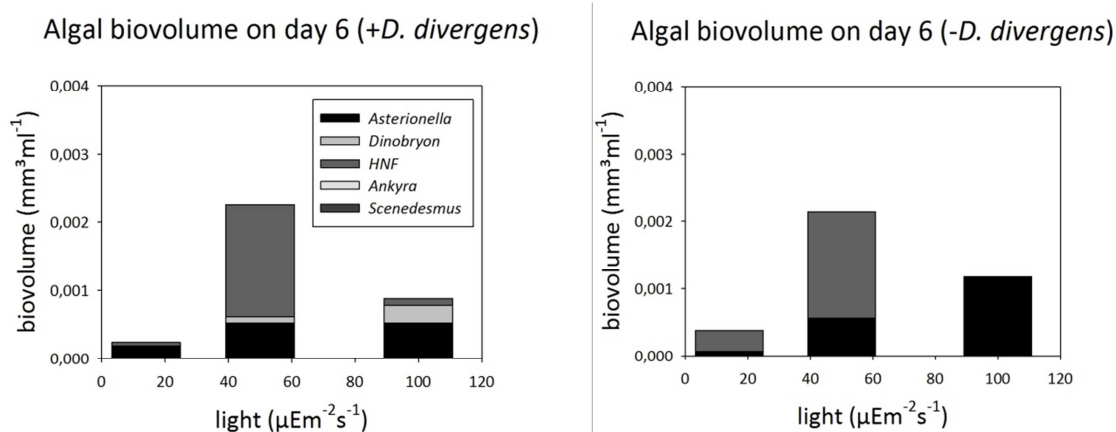 Algal biovolume on day 6 (+D. divergens)
0,004
0,003
0,002
0,001
0,000
biovolume (mm³ml⁻¹)
Asterionella
Dinobryon
HNF
Ankyra
Scenedesmus
0 20 40 60 80 100 120
light (µEm⁻²s⁻¹)
Algal biovolume on day 6 (-D. divergens)
0,004
0,003
0,002
0,001
0,000
biovolume (mm³ml⁻¹)
0 20 40 60 80 100 120
light (µEm⁻²s⁻¹)